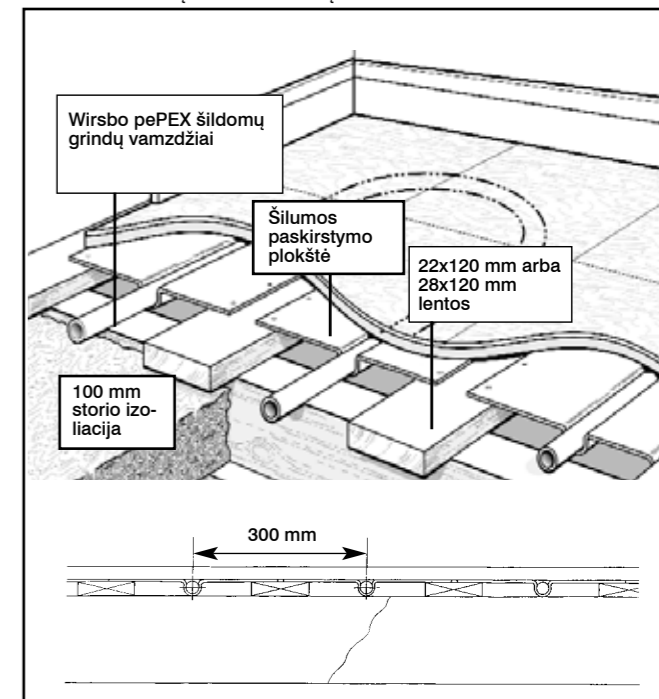 Wirsbo pePEX šildomų
grindų vamzdžiai
Šilumos
paskirstymo
plokštė
22x120 mm arba
28x120 mm
lentos
100 mm
storio izo-
liacija
300 mm